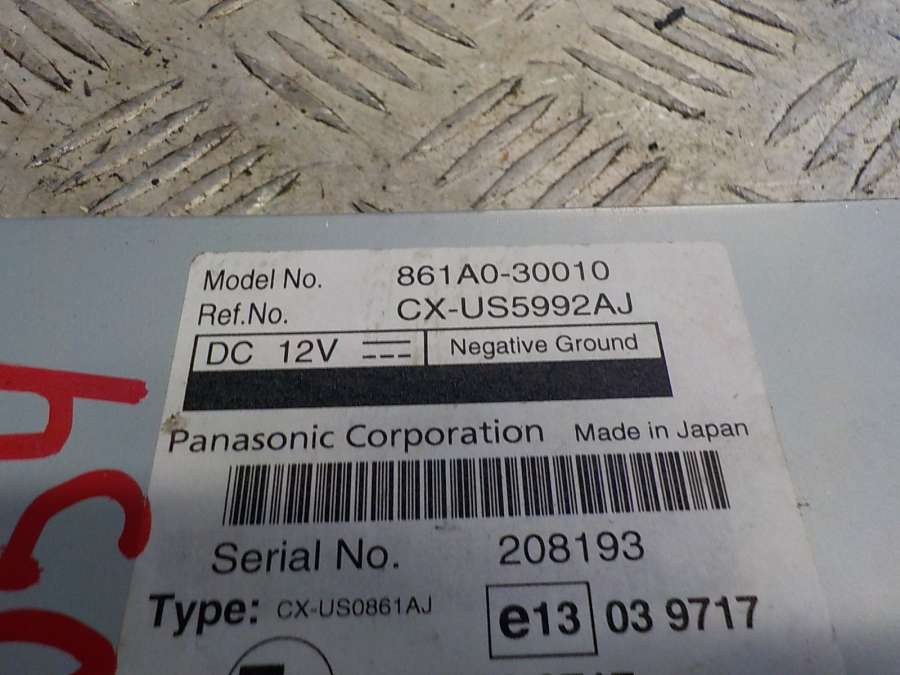 Model No. 861A0-30010
Ref.No. CX-US5992AJ
DC 12V Negative Ground
Panasonic Corporation Made in Japan
Serial No. 208193
Type: CX-US0861AJ e13 03 9717